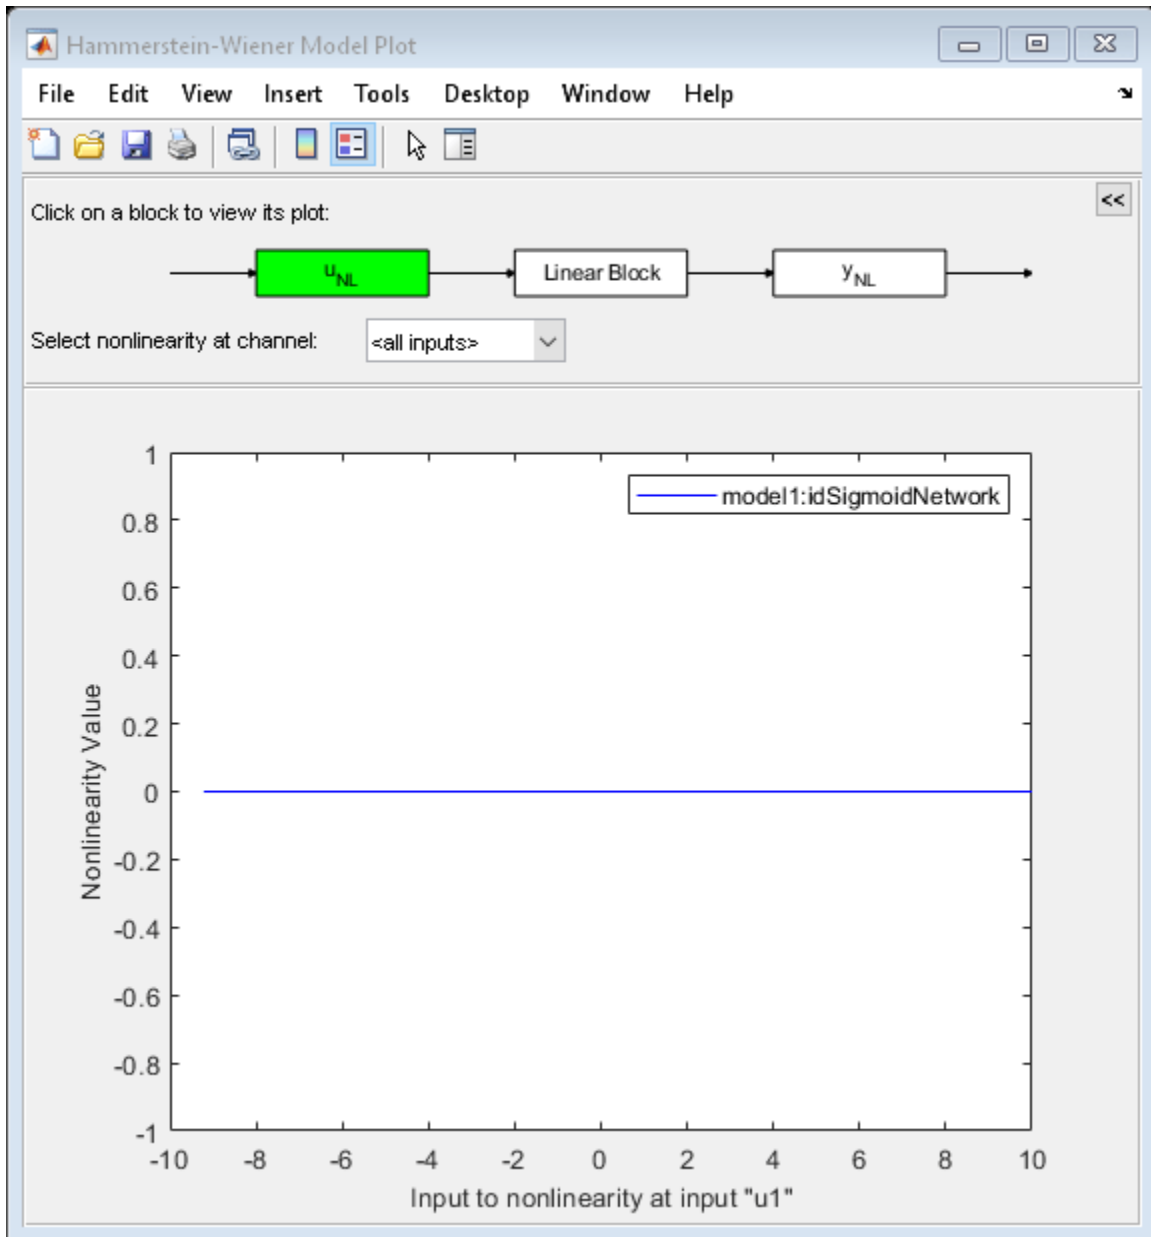 Hammerstein-Wiener Model Plot
File Edit View Insert Tools Desktop Window Help
<<
Click on a block to view its plot:
uNL Linear Block yNL
Select nonlinearity at channel: <all inputs>
1
model1:idSigmoidNetwork
0.8
0.6
0.4
0.2
0
-0.2
-0.4
-0.6
-0.8
-1
Nonlinearity Value
-10 -8 -6 -4 -2 0 2 4 6 8 10
Input to nonlinearity at input "u1"